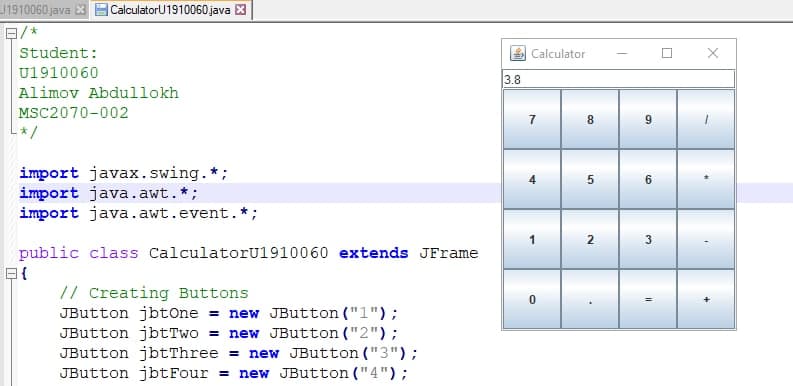 U1910060.java CalculatorU1910060.java
/*
Student:
U1910060
Alimov Abdullokh
MSC2070-002
*/
import javax.swing.*;
import java.awt.*;
import java.awt.event.*;
public class CalculatorU1910060 extends JFrame
{
// Creating Buttons
JButton jbtOne = new JButton("1");
JButton jbtTwo = new JButton("2");
JButton jbtThree = new JButton("3");
JButton jbtFour = new JButton("4");
Calculator
3.8
7 8 9 /
4 5 6 *
1 2 3 -
0 . = +